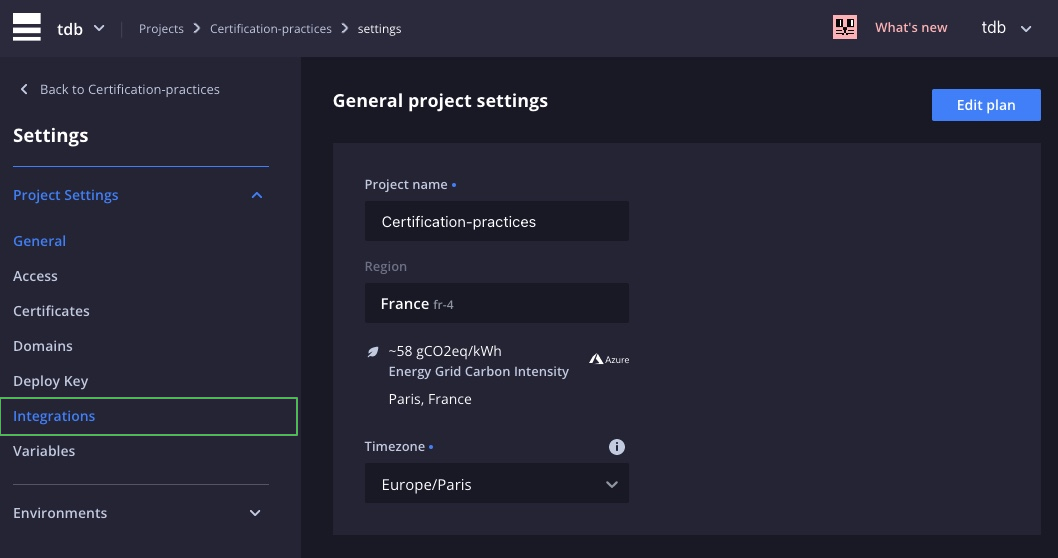 tdb
Projects > Certification-practices > settings
What's new
tdb
Back to Certification-practices
Settings
Project Settings
General
Access
Certificates
Domains
Deploy Key
Integrations
Variables
Environments
General project settings
Edit plan
Project name
Certification-practices
Region
France fr-4
~58 gCO2eq/kWh
Energy Grid Carbon Intensity
Azure
Paris, France
Timezone
Europe/Paris